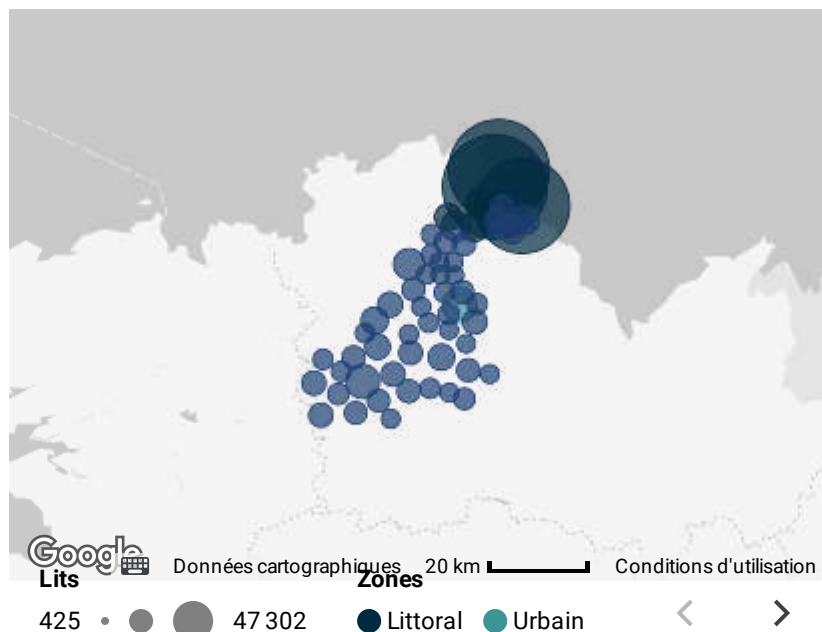 Google
Données cartographiques 20 km Conditions d'utilisation
Lits Zones
425 47 302 Littoral Urbain